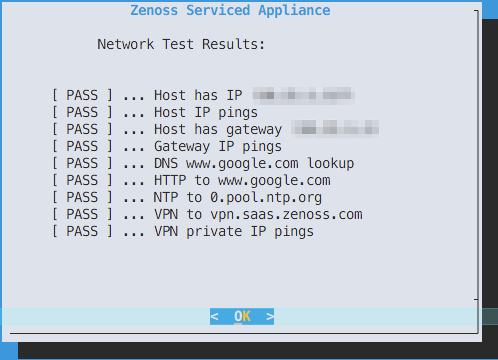 Zenoss Serviced Appliance
Network Test Results:
[ PASS ] ... Host has IP
[ PASS ] ... Host IP pings
[ PASS ] ... Host has gateway
[ PASS ] ... Gateway IP pings
[ PASS ] ... DNS www.google.com lookup
[ PASS ] ... HTTP to www.google.com
[ PASS ] ... NTP to 0.pool.ntp.org
[ PASS ] ... VPN to vpn.saas.zenoss.com
[ PASS ] ... VPN private IP pings
< OK >